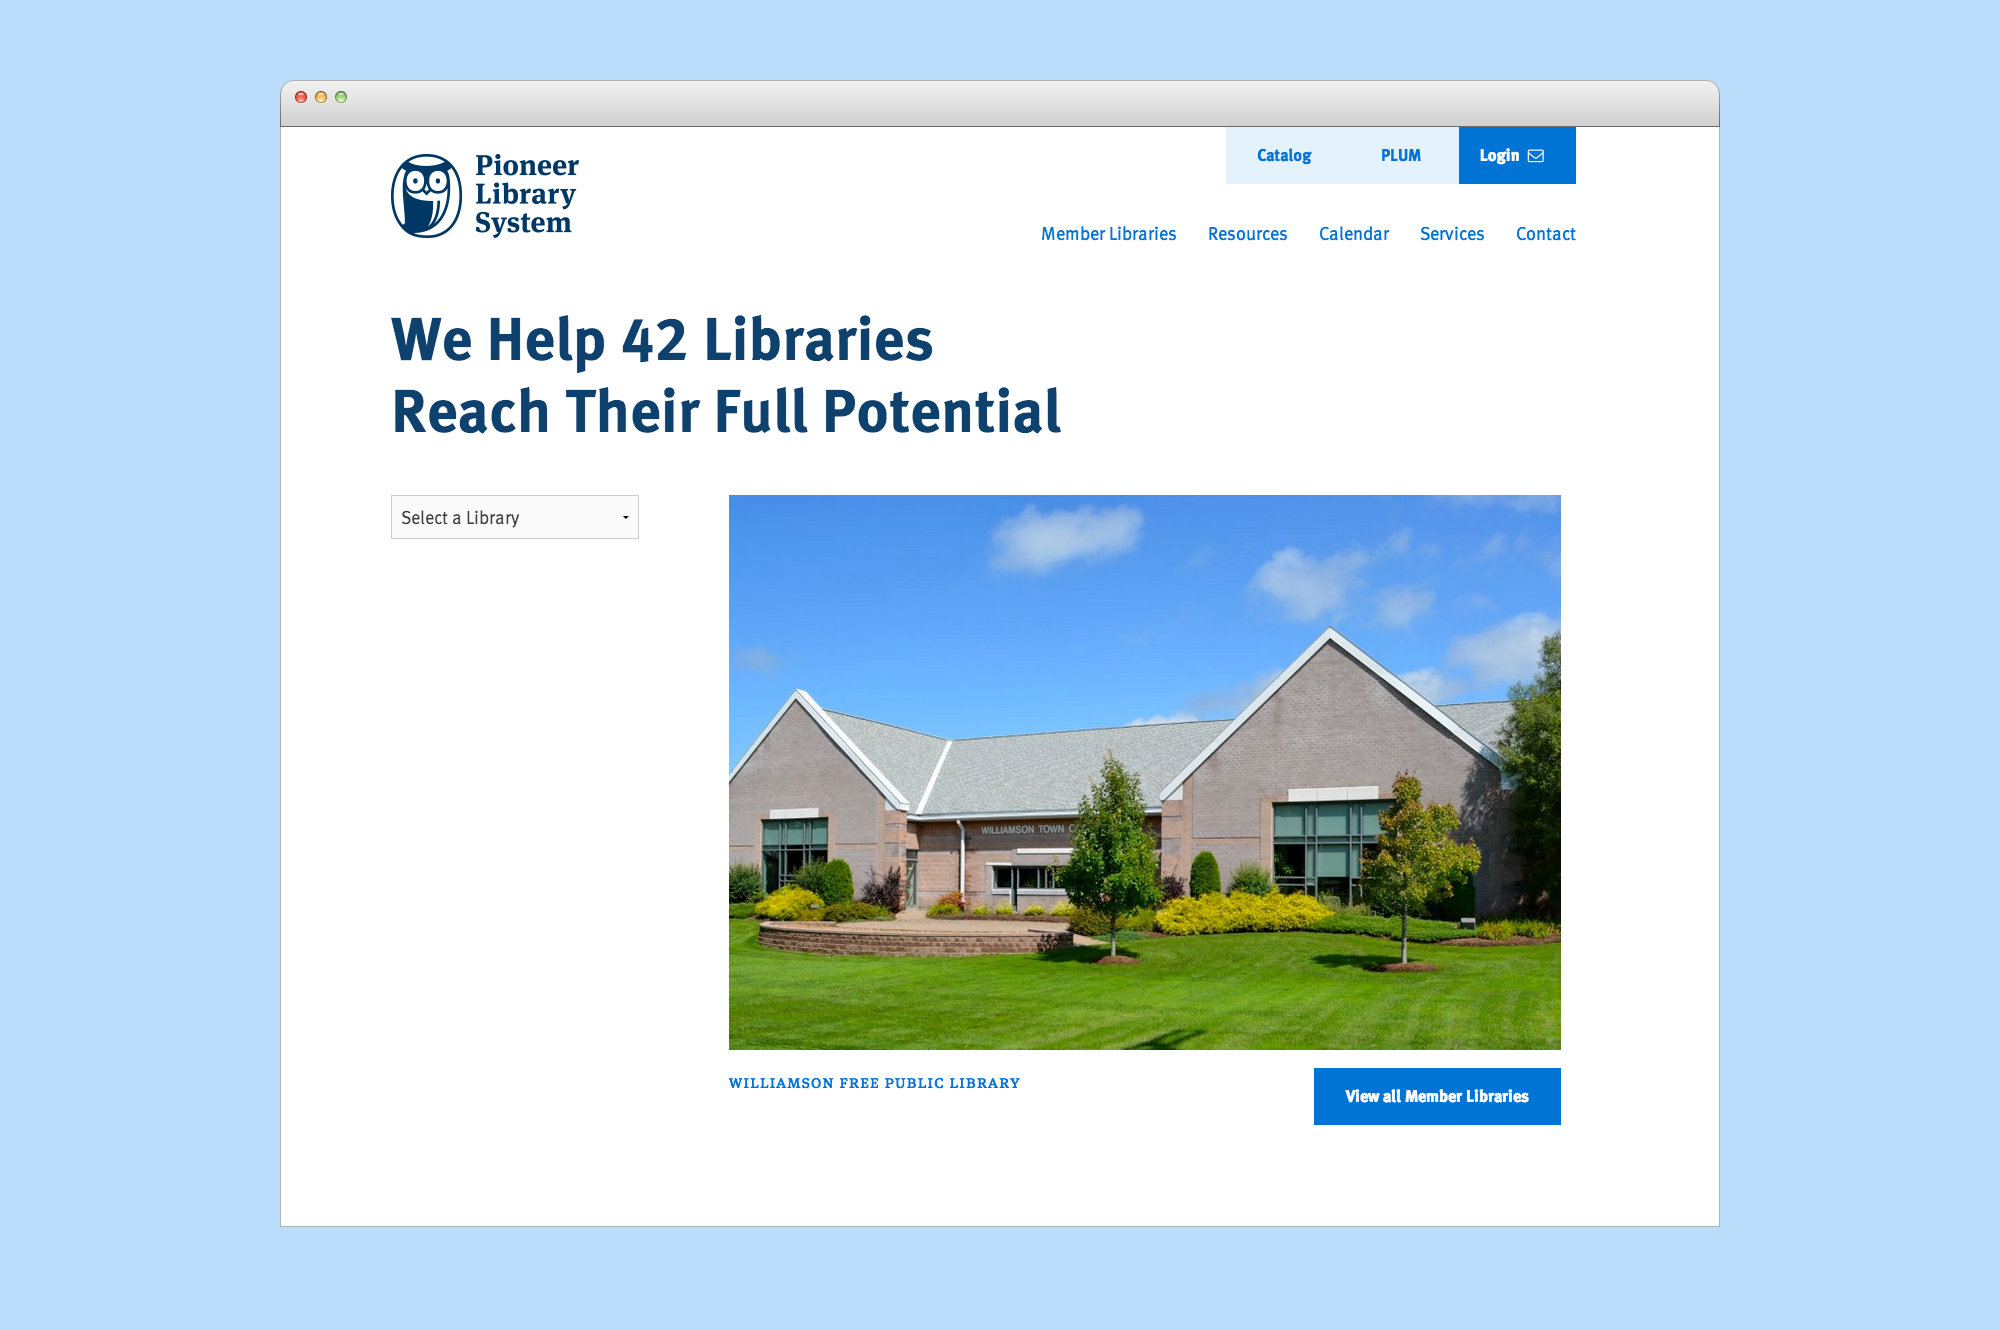 Pioneer
Library
System
Catalog
PLUM
Login
Member Libraries
Resources
Calendar
Services
Contact
We Help 42 Libraries
Reach Their Full Potential
Select a Library
WILLIAMSON TOWN
WILLIAMSON FREE PUBLIC LIBRARY
View all Member Libraries